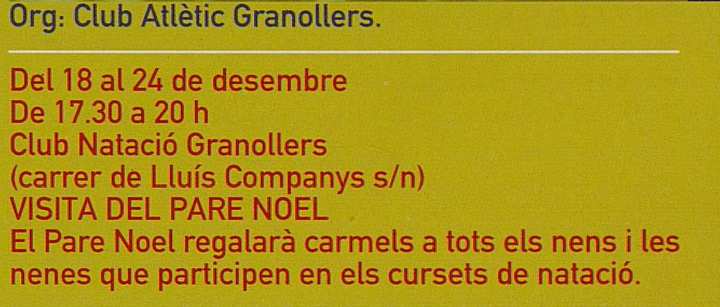 Org: Club Atlètic Granollers.
Del 18 al 24 de desembre
De 17.30 a 20 h
Club Natació Granollers
(carrer de Lluís Companys s/n)
VISITA DEL PARE NOEL
El Pare Noel regalarà carmels a tots els nens i les
nenes que participen en els cursets de natació.